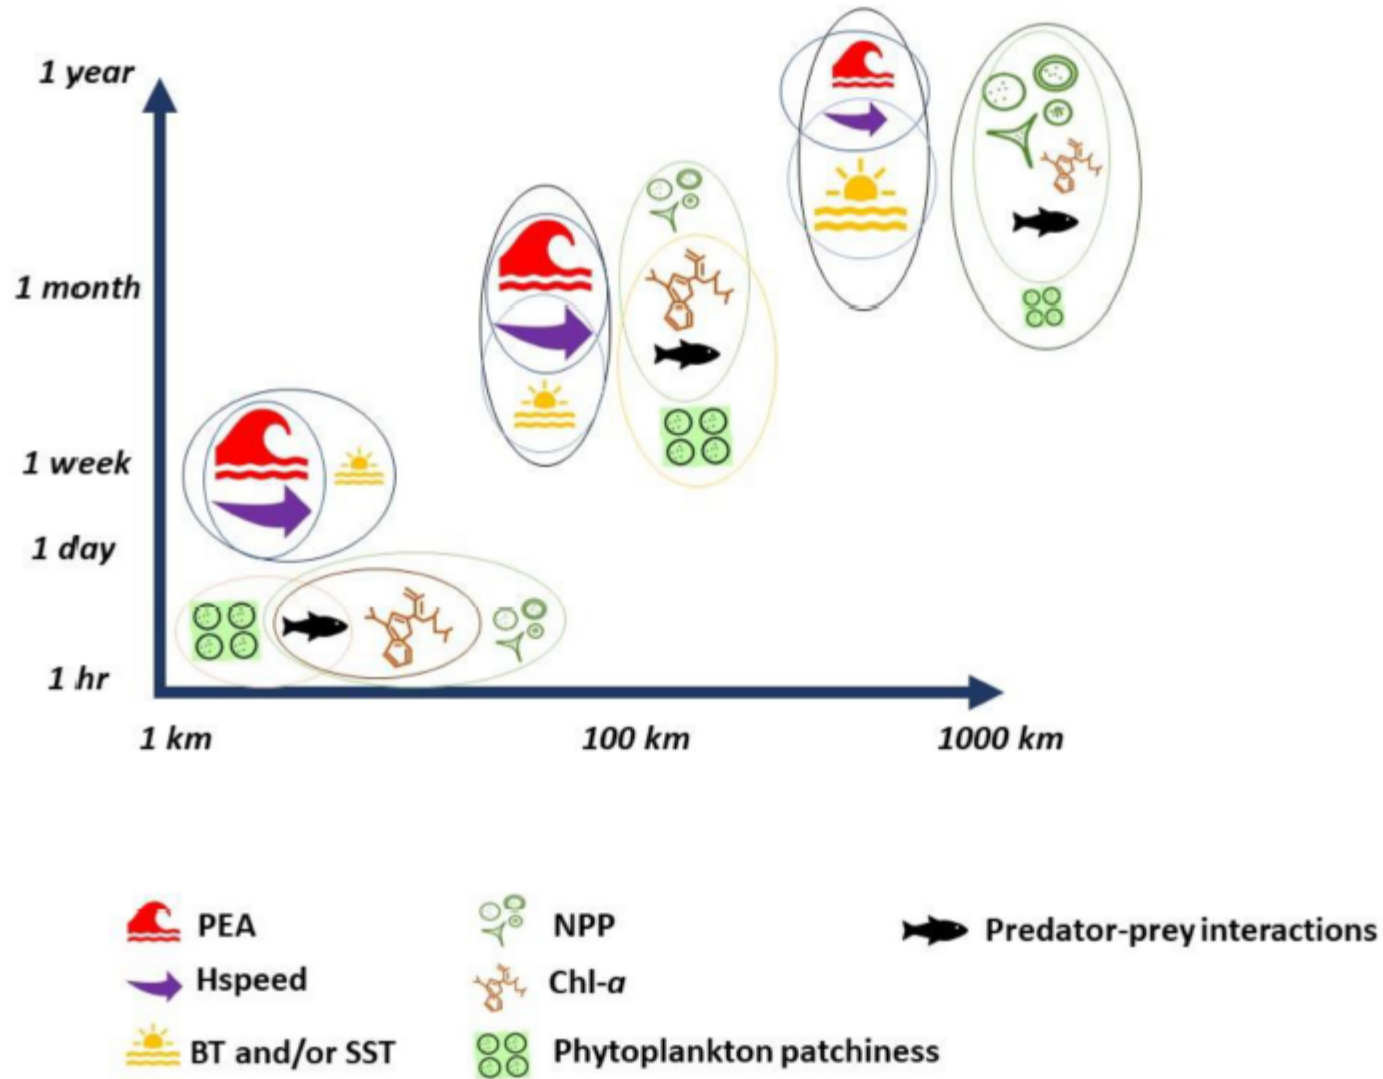 1 year
1 month
1 week
1 day
1 hr
1 km 100 km 1000 km
PEA NPP Predator-prey interactions
Hspeed Chl-a
BT and/or SST Phytoplankton patchiness